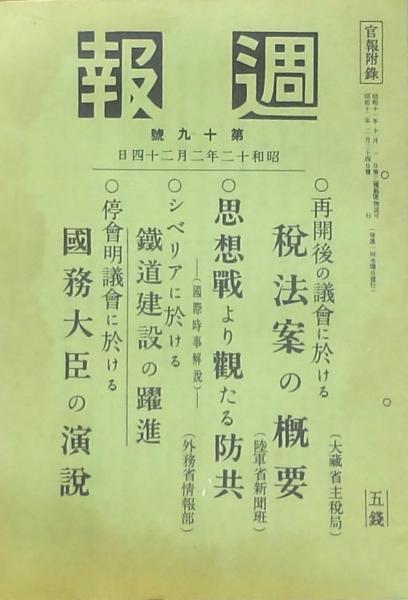 官報附錄
週報
第十九號
昭和十二年二月二十四日
○再開後の議會に於ける
稅法案の概要
(大藏省主稅局)
○思想戰より觀たる防共
(陸軍省新聞班)
―(國際時事解說)―
○シベリアに於ける
鐵道建設の躍進
(外務省情報部)
○停會明議會に於ける
國務大臣の演說
五錢